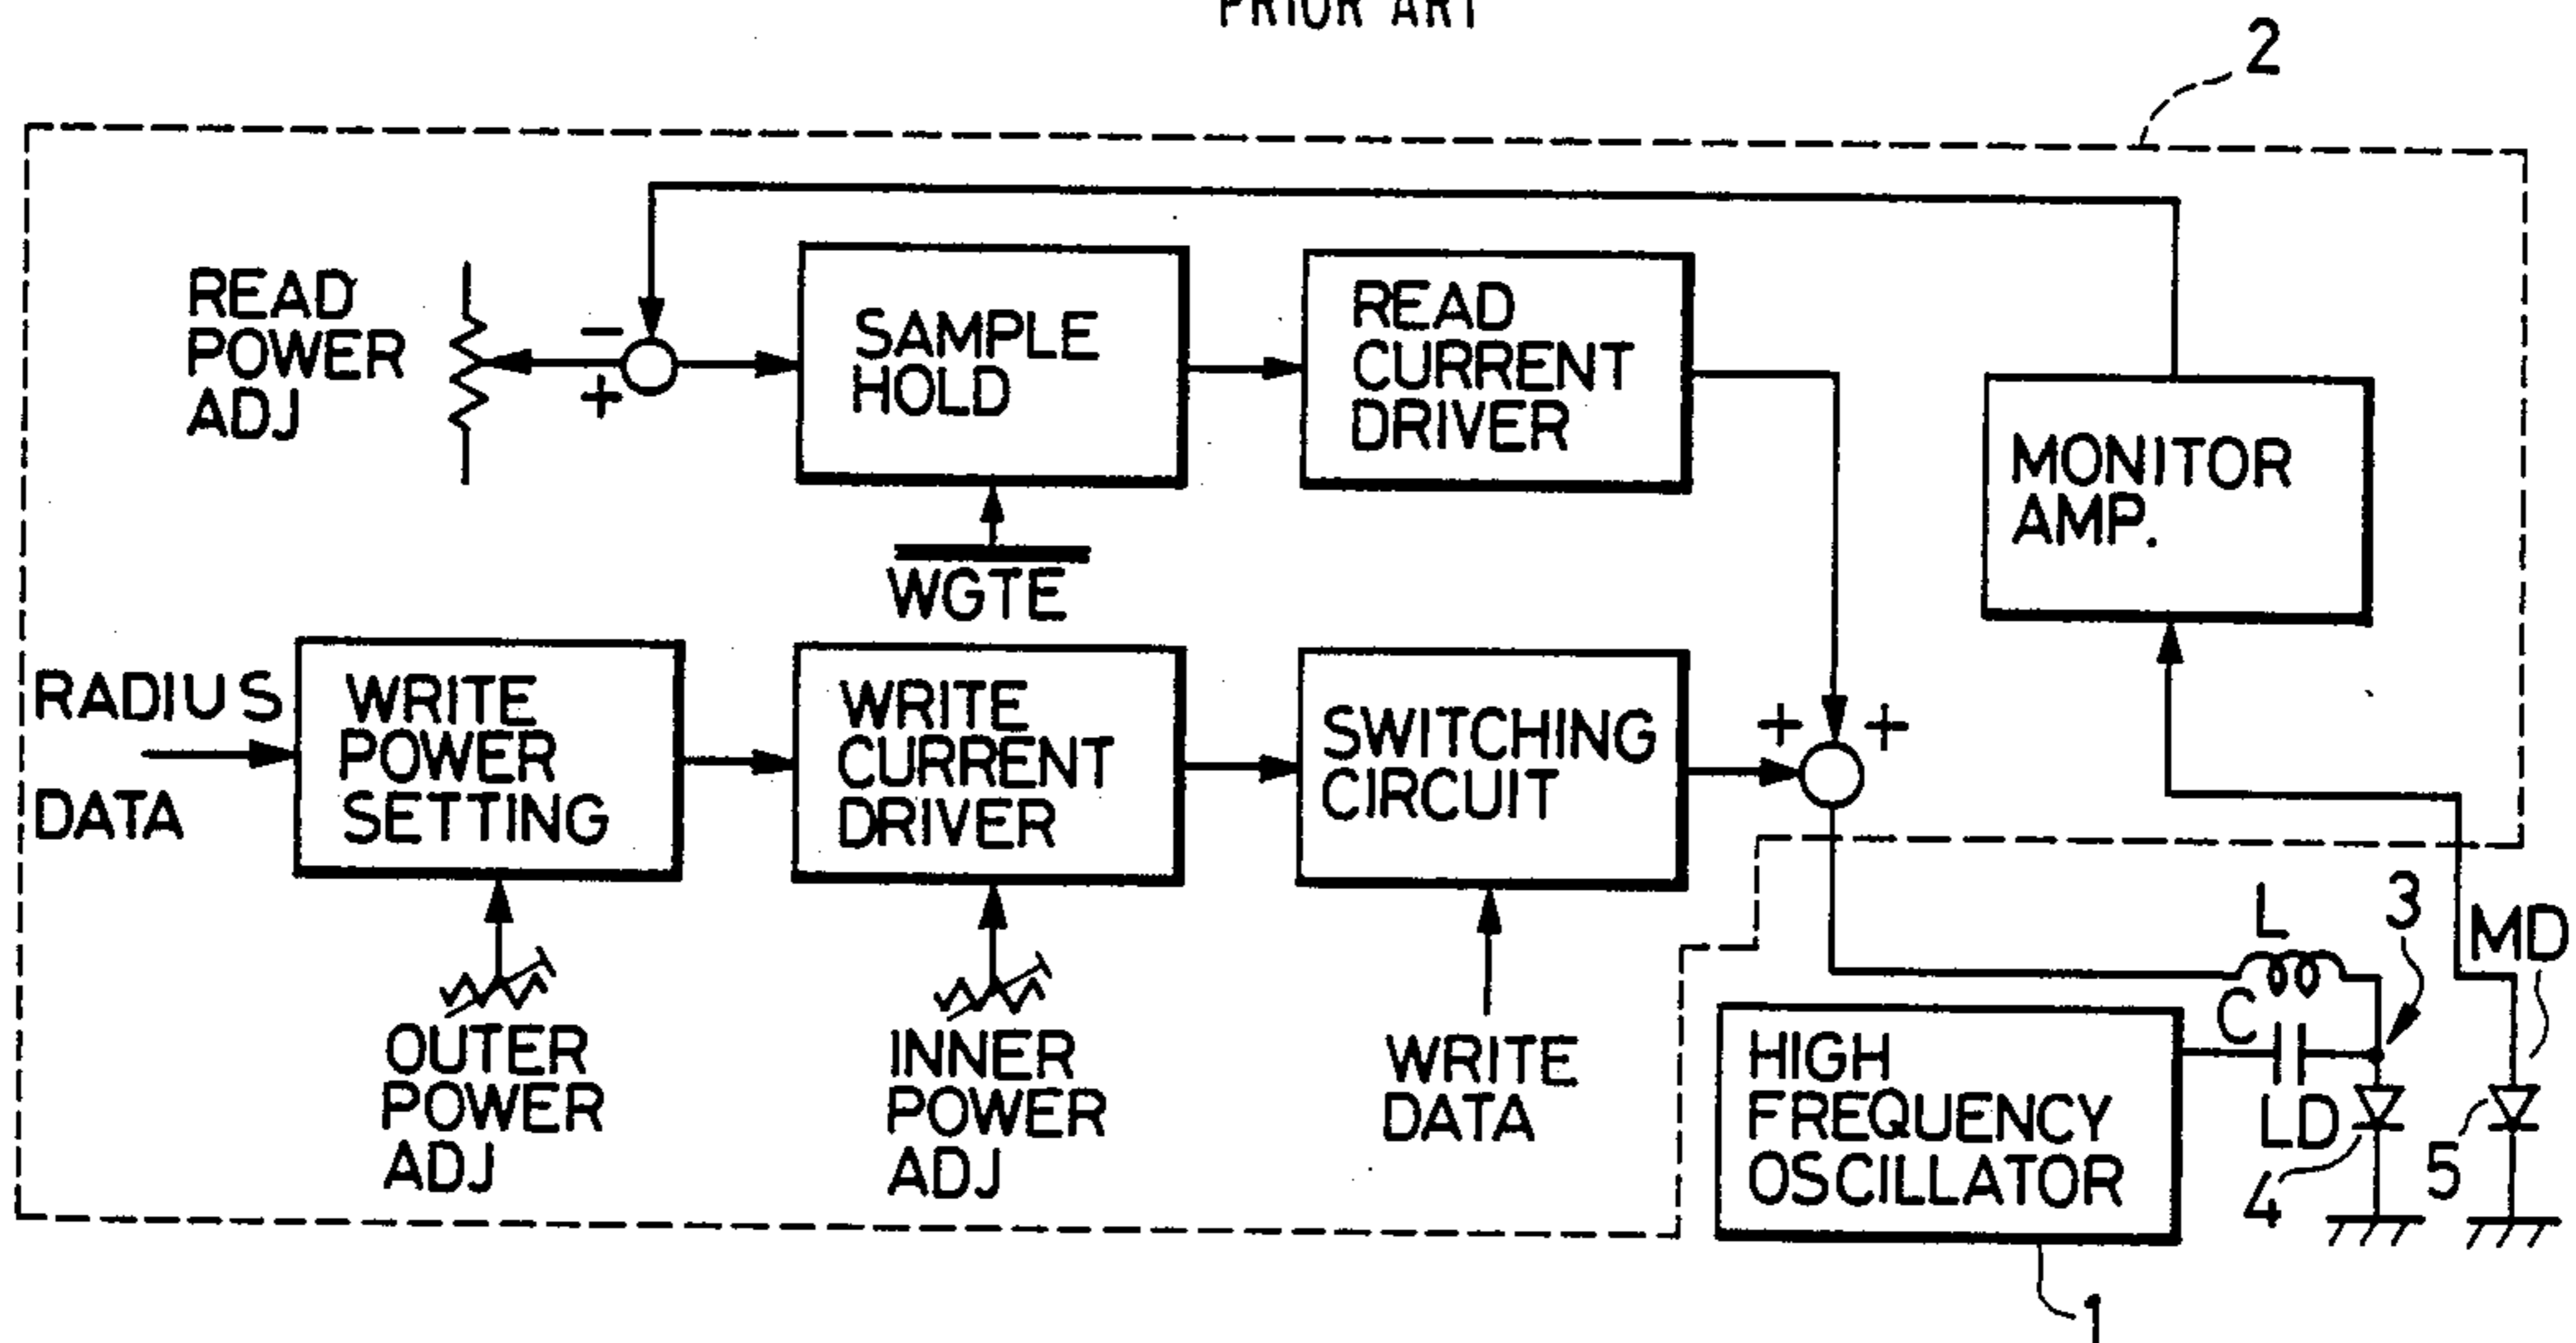 PRIOR ART
2
READ
POWER
ADJ
−
+
SAMPLE
HOLD
READ
CURRENT
DRIVER
MONITOR
AMP.
WGTE
RADIUS
DATA
WRITE
POWER
SETTING
WRITE
CURRENT
DRIVER
SWITCHING
CIRCUIT
+ +
OUTER
POWER
ADJ
INNER
POWER
ADJ
WRITE
DATA
HIGH
FREQUENCY
OSCILLATOR
L
C
3
MD
LD
4
5
1